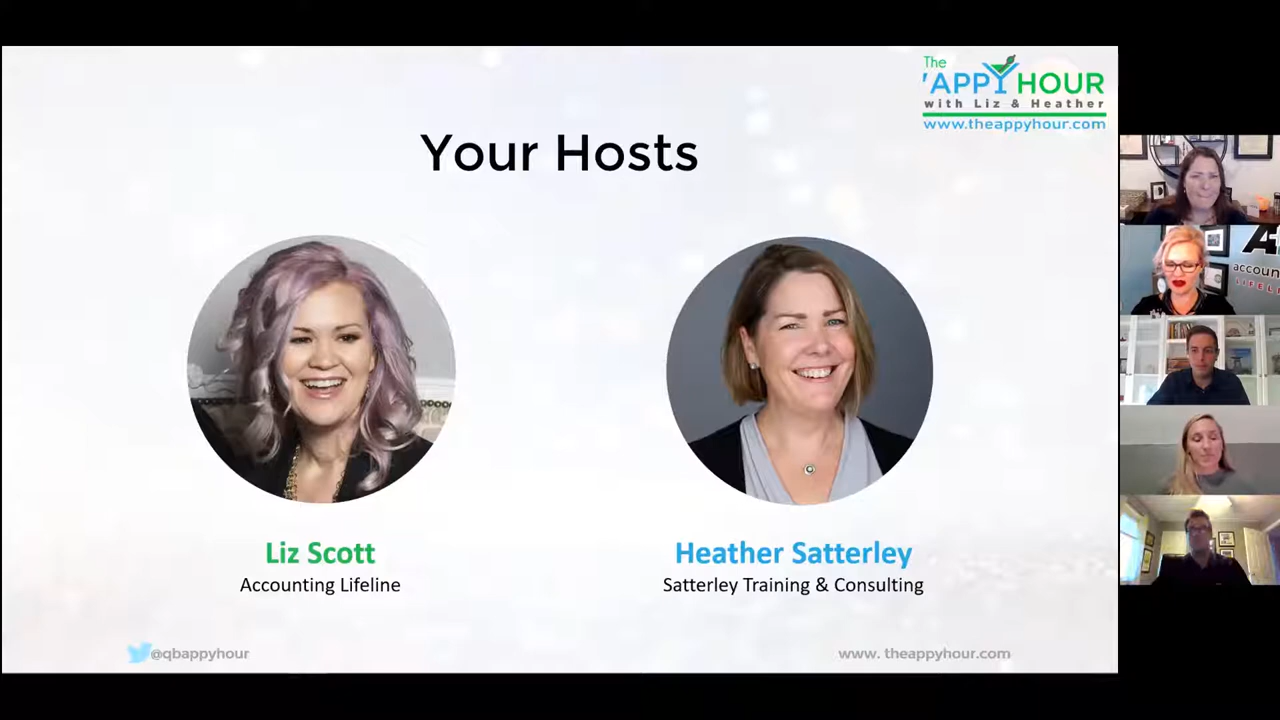 The
'APPY HOUR
with Liz & Heather
www.theappyhour.com
Your Hosts
Liz Scott
Accounting Lifeline
Heather Satterley
Satterley Training & Consulting
@qbappyhour
www. theappyhour.com